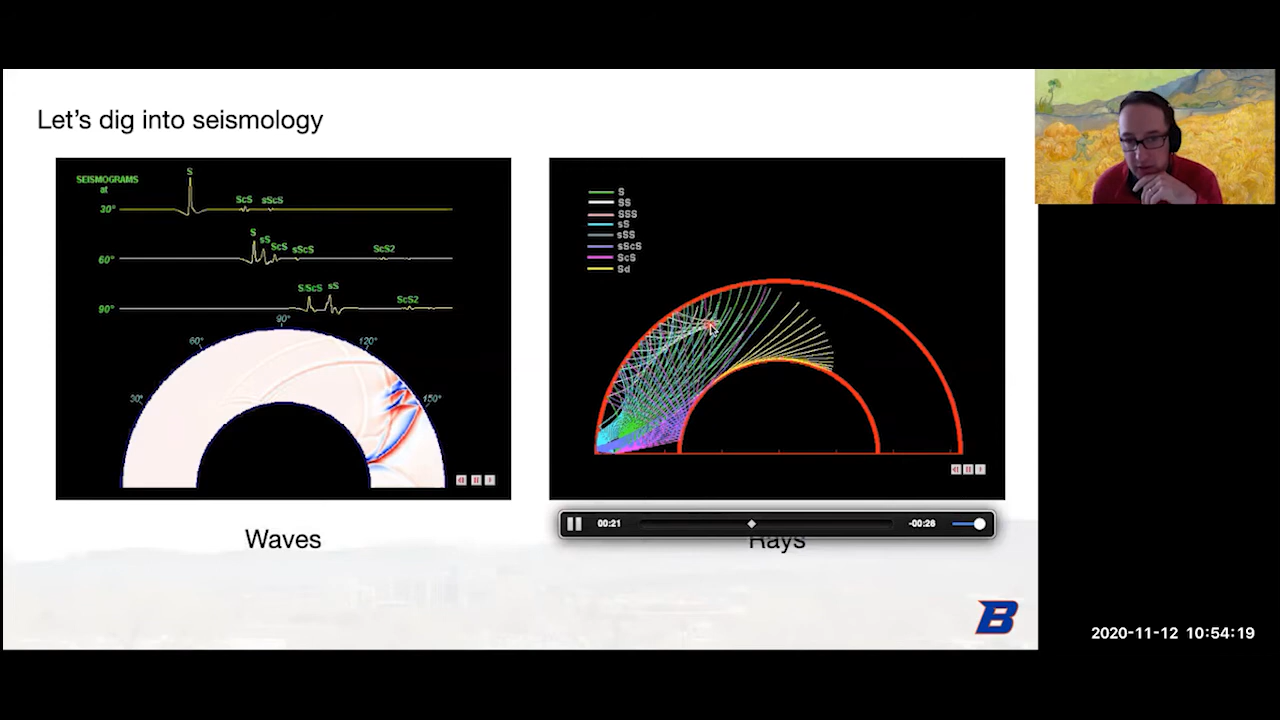 Let's dig into seismology
SEISMOGRAMS
at
30°
S
ScS
sScS
60°
S
sS
ScS
sScS
ScS2
90°
S/ScS
sS
ScS2
30°
60°
90°
120°
150°
Waves
S
SS
SSS
sS
sSS
sScS
ScS
Sd
00:21
-00:26
Rays
B
2020-11-12 10:54:19